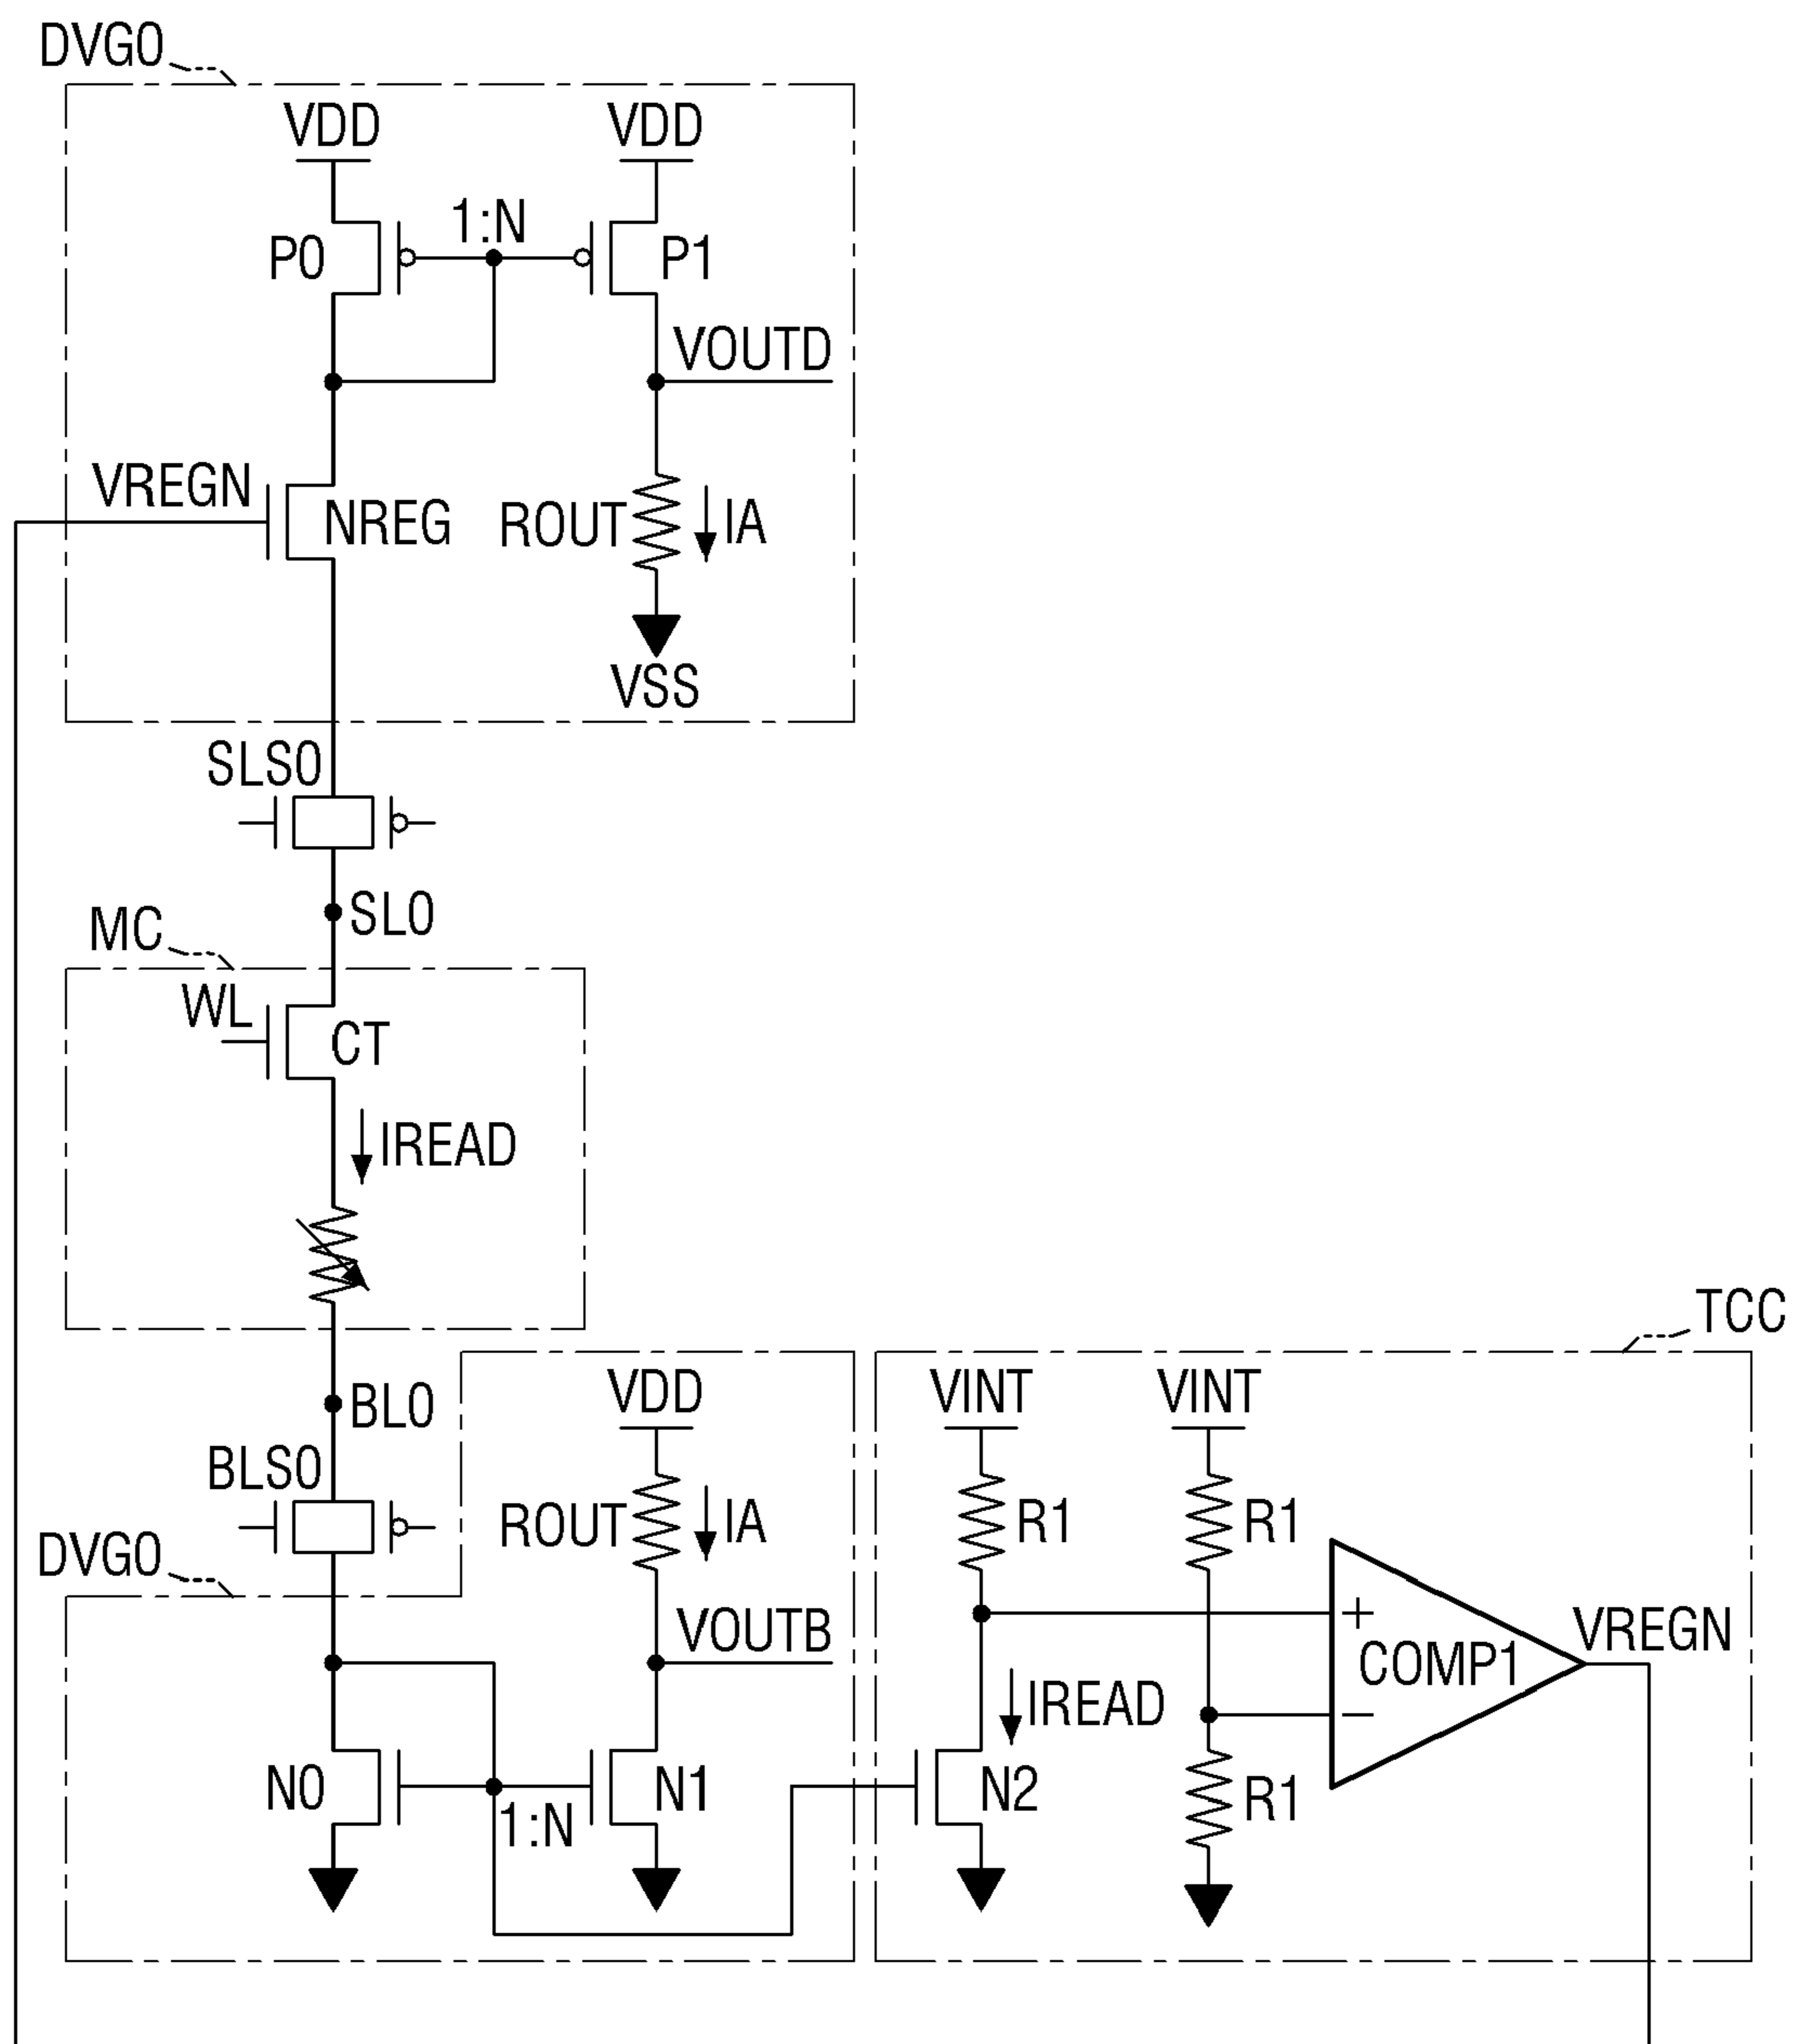 DVG0
VDD
VDD
1:N
P0
P1
VOUTD
VREGN
NREG
ROUT
IA
VSS
SLS0
SL0
MC
WL
CT
IREAD
TCC
BL0
VDD
VINT
VINT
BLS0
ROUT
IA
R1
R1
DVG0
VOUTB
+
COMP1
VREGN
IREAD
−
N0
N1
1:N
N2
R1